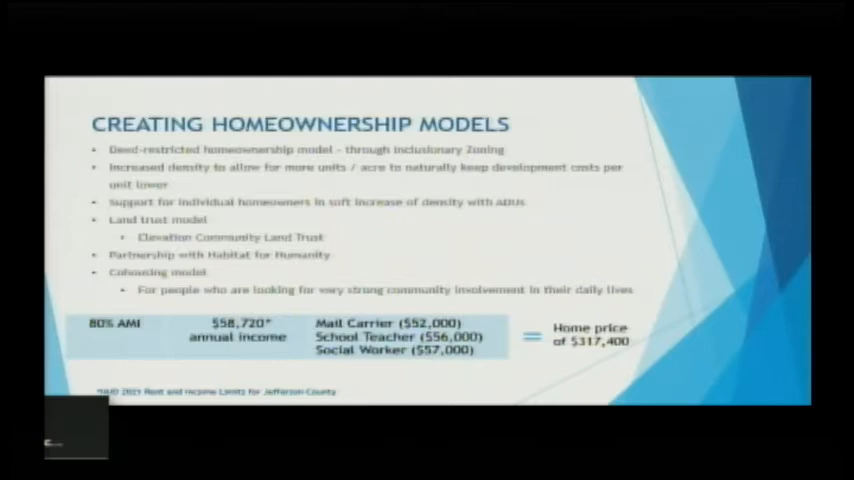 CREATING HOMEOWNERSHIP MODELS
• Deed-restricted homeownership model - through Inclusionary Zoning
• Increased density to allow for more units / acre to naturally keep development costs per
unit lower
• Support for individual homeowners in soft increase of density with ADUs
• Land trust model
• Elevation Community Land Trust
• Partnership with Habitat for Humanity
• Cohousing model
• For people who are looking for very strong community involvement in their daily lives
80% AMI
$58,720*
annual income
Mail Carrier ($52,000)
School Teacher ($56,000)
Social Worker ($57,000)
=
Home price
of $317,400
*HUD 2021 Rent and Income Limits for Jefferson County